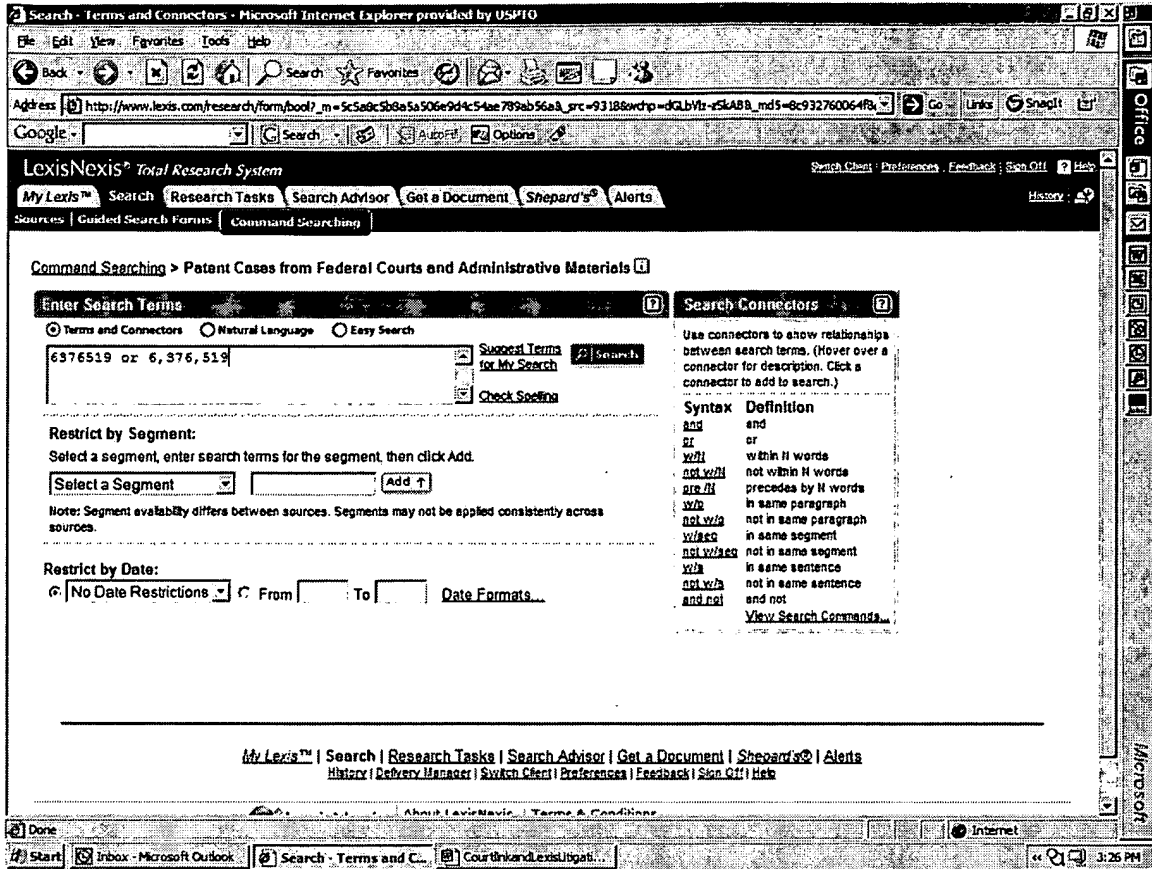 Search - Terms and Connectors - Microsoft Internet Explorer provided by USPTO
File Edit View Favorites Tools Help
Back Search Favorites
Address http://www.lexis.com/research/form/bool?_m=
Go Links SnagIt
Google Search AutoFill Options
LexisNexis® Total Research System
Switch Client | Preferences | Feedback | Sign Off | ? Help
My Lexis™ Search Research Tasks Search Advisor Get a Document Shepard's® Alerts
History
Sources | Guided Search Forms | Command Searching
Command Searching > Patent Cases from Federal Courts and Administrative Materials i
Enter Search Terms ?
Terms and Connectors Natural Language Easy Search
6376519 or 6,376,519
Suggest Terms
for My Search
Search
Check Spelling
Restrict by Segment:
Select a segment, enter search terms for the segment, then click Add.
Select a Segment Add ↑
Note: Segment availability differs between sources. Segments may not be applied consistently across
sources.
Restrict by Date:
No Date Restrictions From To Date Formats...
Search Connectors ?
Use connectors to show relationships
between search terms. (Hover over a
connector for description. Click a
connector to add to search.)
Syntax Definition
and and
or or
w/N within N words
not w/N not within N words
pre /N precedes by N words
w/p in same paragraph
not w/p not in same paragraph
w/seg in same segment
not w/seg not in same segment
w/s in same sentence
not w/s not in same sentence
and not and not
View Search Commands...
My Lexis™ | Search | Research Tasks | Search Advisor | Get a Document | Shepard's® | Alerts
History | Delivery Manager | Switch Client | Preferences | Feedback | Sign Off | Help
About LexisNexis | Terms & Conditions
Done
Internet
Start Inbox - Microsoft Outlook Search - Terms and C... CourtlinkandLexisLitigati...
3:26 PM
Office
Microsoft